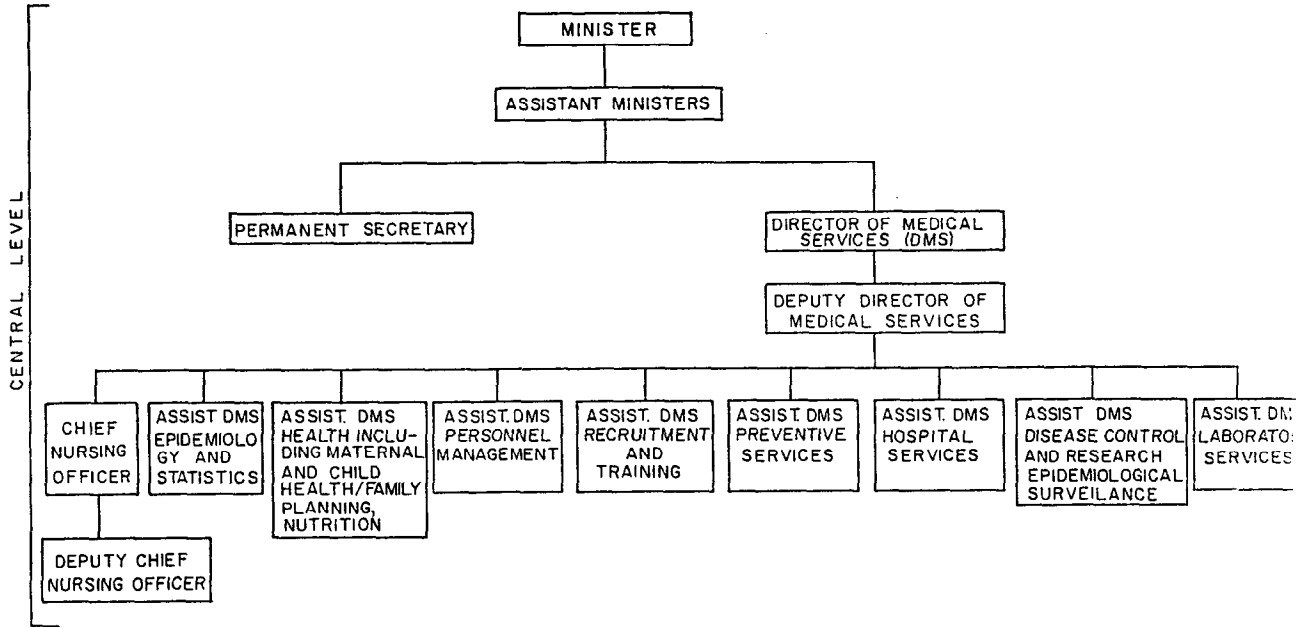 CENTRAL LEVEL
MINISTER
ASSISTANT MINISTERS
PERMANENT SECRETARY
DIRECTOR OF MEDICAL
SERVICES (DMS)
DEPUTY DIRECTOR OF
MEDICAL SERVICES
CHIEF
NURSING
OFFICER
ASSIST. DMS
EPIDEMIOLO
GY AND
STATISTICS
ASSIST. DMS
HEALTH INCLU-
DING MATERNAL
AND CHILD
HEALTH/FAMILY
PLANNING,
NUTRITION
ASSIST. DMS
PERSONNEL
MANAGEMENT
ASSIST. DMS
RECRUITMENT
AND
TRAINING
ASSIST. DMS
PREVENTIVE
SERVICES
ASSIST. DMS
HOSPITAL
SERVICES
ASSIST DMS
DISEASE CONTROL
AND RESEARCH
EPIDEMIOLOGICAL
SURVEILANCE
ASSIST. DM
LABORATO
SERVICES
DEPUTY CHIEF
NURSING OFFICER